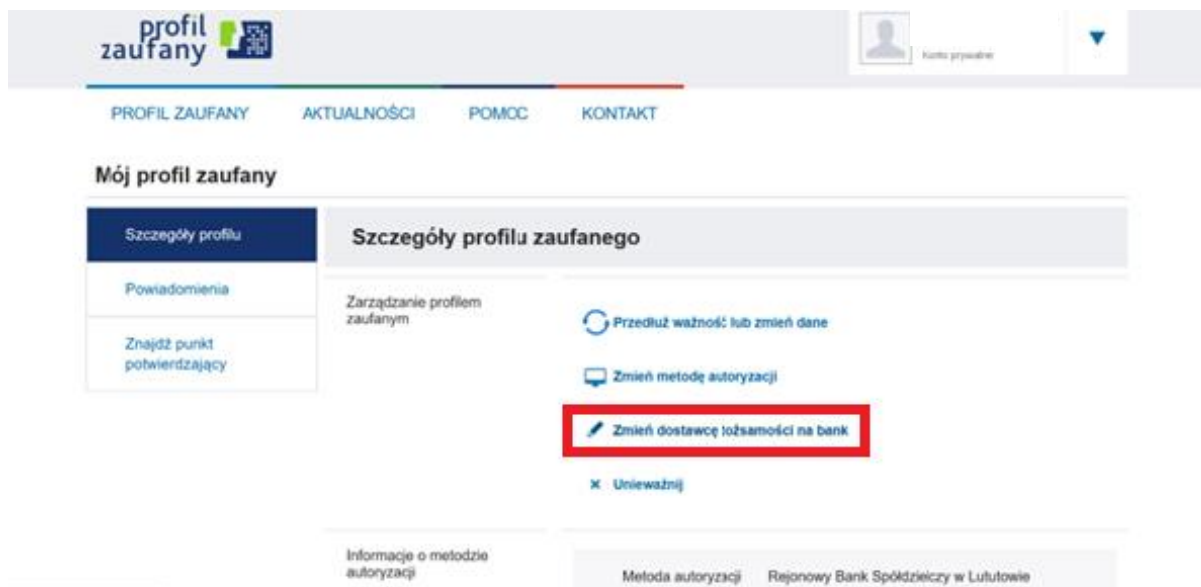 profil
zaufany
Konto prywatne
PROFIL ZAUFANY AKTUALNOŚCI POMOC KONTAKT
Mój profil zaufany
Szczegóły profilu
Powiadomienia
Znajdź punkt
potwierdzający
Szczegóły profilu zaufanego
Zarządzanie profilem
zaufanym
Przedłuż ważność lub zmień dane
Zmień metodę autoryzacji
Zmień dostawcę tożsamości na bank
Unieważnij
Informacje o metodzie
autoryzacji
Metoda autoryzacji Rejonowy Bank Spółdzielczy w Lututowie